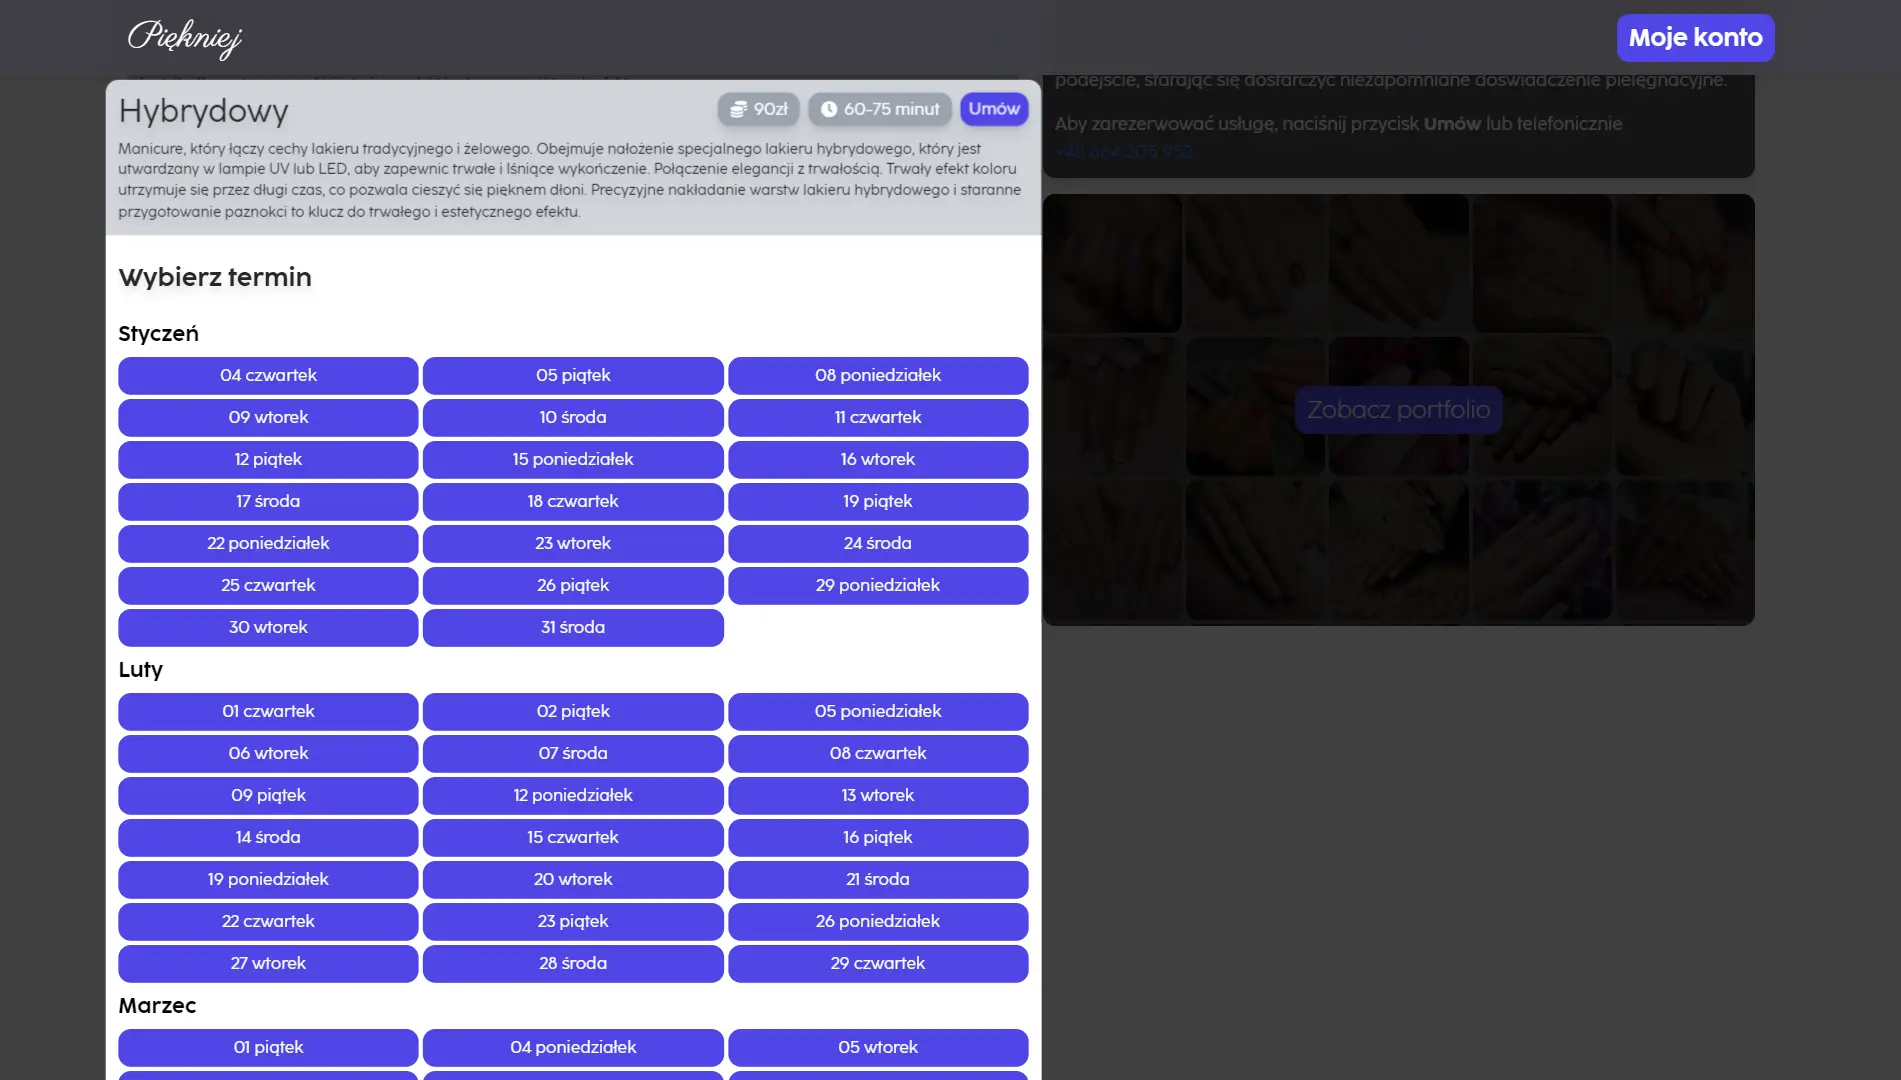 Piękniej
Moje konto
Hybrydowy
90zł
60-75 minut
Umów
Manicure, który łączy cechy lakieru tradycyjnego i żelowego. Obejmuje nałożenie specjalnego lakieru hybrydowego, który jest
utwardzany w lampie UV lub LED, aby zapewnic trwałe i lśniące wykończenie. Połączenie elegancji z trwałością. Trwały efekt koloru
utrzymuje się przez długi czas, co pozwala cieszyć się pięknem dłoni. Precyzyjne nakładanie warstw lakieru hybrydowego i staranne
przygotowanie paznokci to klucz do trwałego i estetycznego efektu.
Wybierz termin
Styczeń
04 czwartek
05 piątek
08 poniedziałek
09 wtorek
10 środa
11 czwartek
12 piątek
15 poniedziałek
16 wtorek
17 środa
18 czwartek
19 piątek
22 poniedziałek
23 wtorek
24 środa
25 czwartek
26 piątek
29 poniedziałek
30 wtorek
31 środa
Luty
01 czwartek
02 piątek
05 poniedziałek
06 wtorek
07 środa
08 czwartek
09 piątek
12 poniedziałek
13 wtorek
14 środa
15 czwartek
16 piątek
19 poniedziałek
20 wtorek
21 środa
22 czwartek
23 piątek
26 poniedziałek
27 wtorek
28 środa
29 czwartek
Marzec
01 piątek
04 poniedziałek
05 wtorek
podejście, starając się dostarczyć niezapomniane doświadczenie pielęgnacyjne.
Aby zarezerwować usługę, naciśnij przycisk Umów lub telefonicznie
+48 664 205 952
Zobacz portfolio